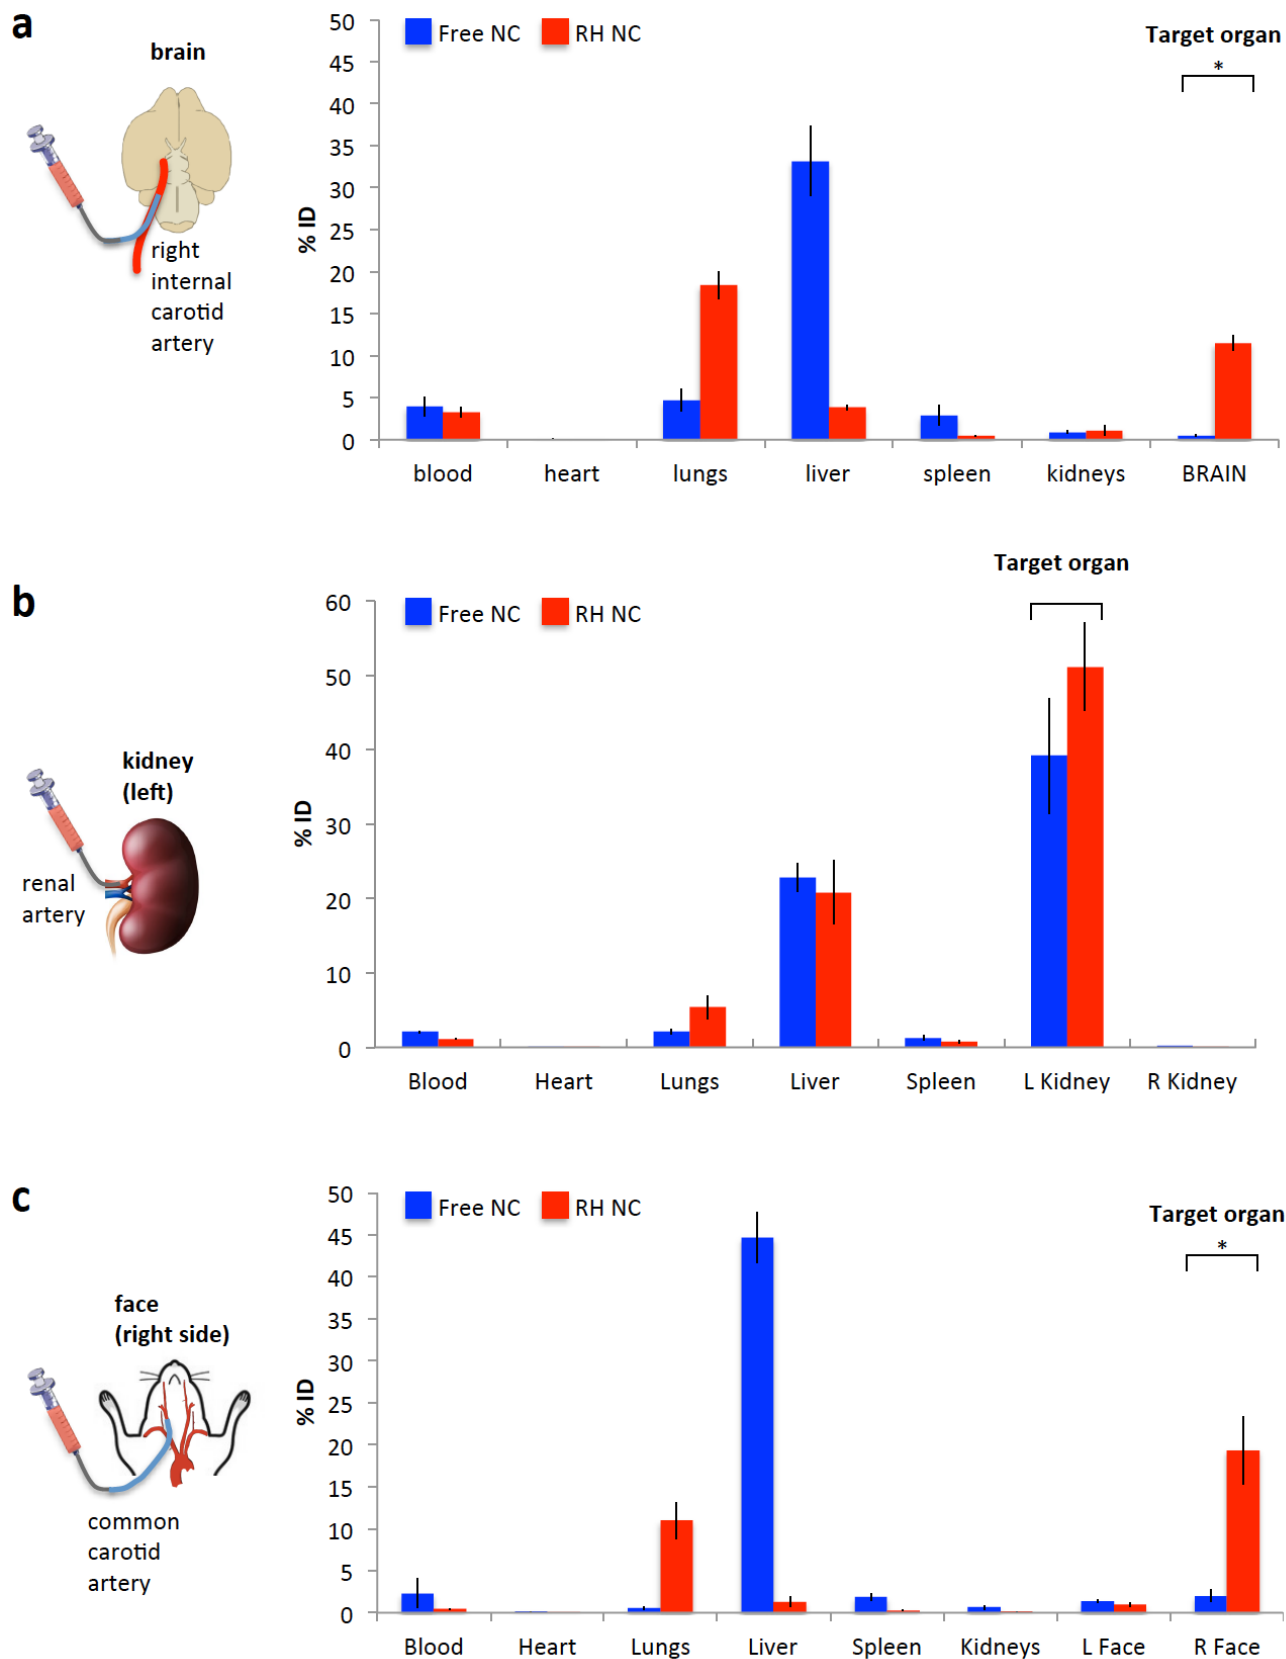 a
brain
right
internal
carotid
artery
Free NC RH NC
Target organ
*
% ID
50
45
40
35
30
25
20
15
10
5
0
blood heart lungs liver spleen kidneys BRAIN
b
kidney
(left)
renal
artery
Free NC RH NC
Target organ
% ID
60
50
40
30
20
10
0
Blood Heart Lungs Liver Spleen L Kidney R Kidney
c
face
(right side)
common
carotid
artery
Free NC RH NC
Target organ
*
% ID
50
45
40
35
30
25
20
15
10
5
0
Blood Heart Lungs Liver Spleen Kidneys L Face R Face